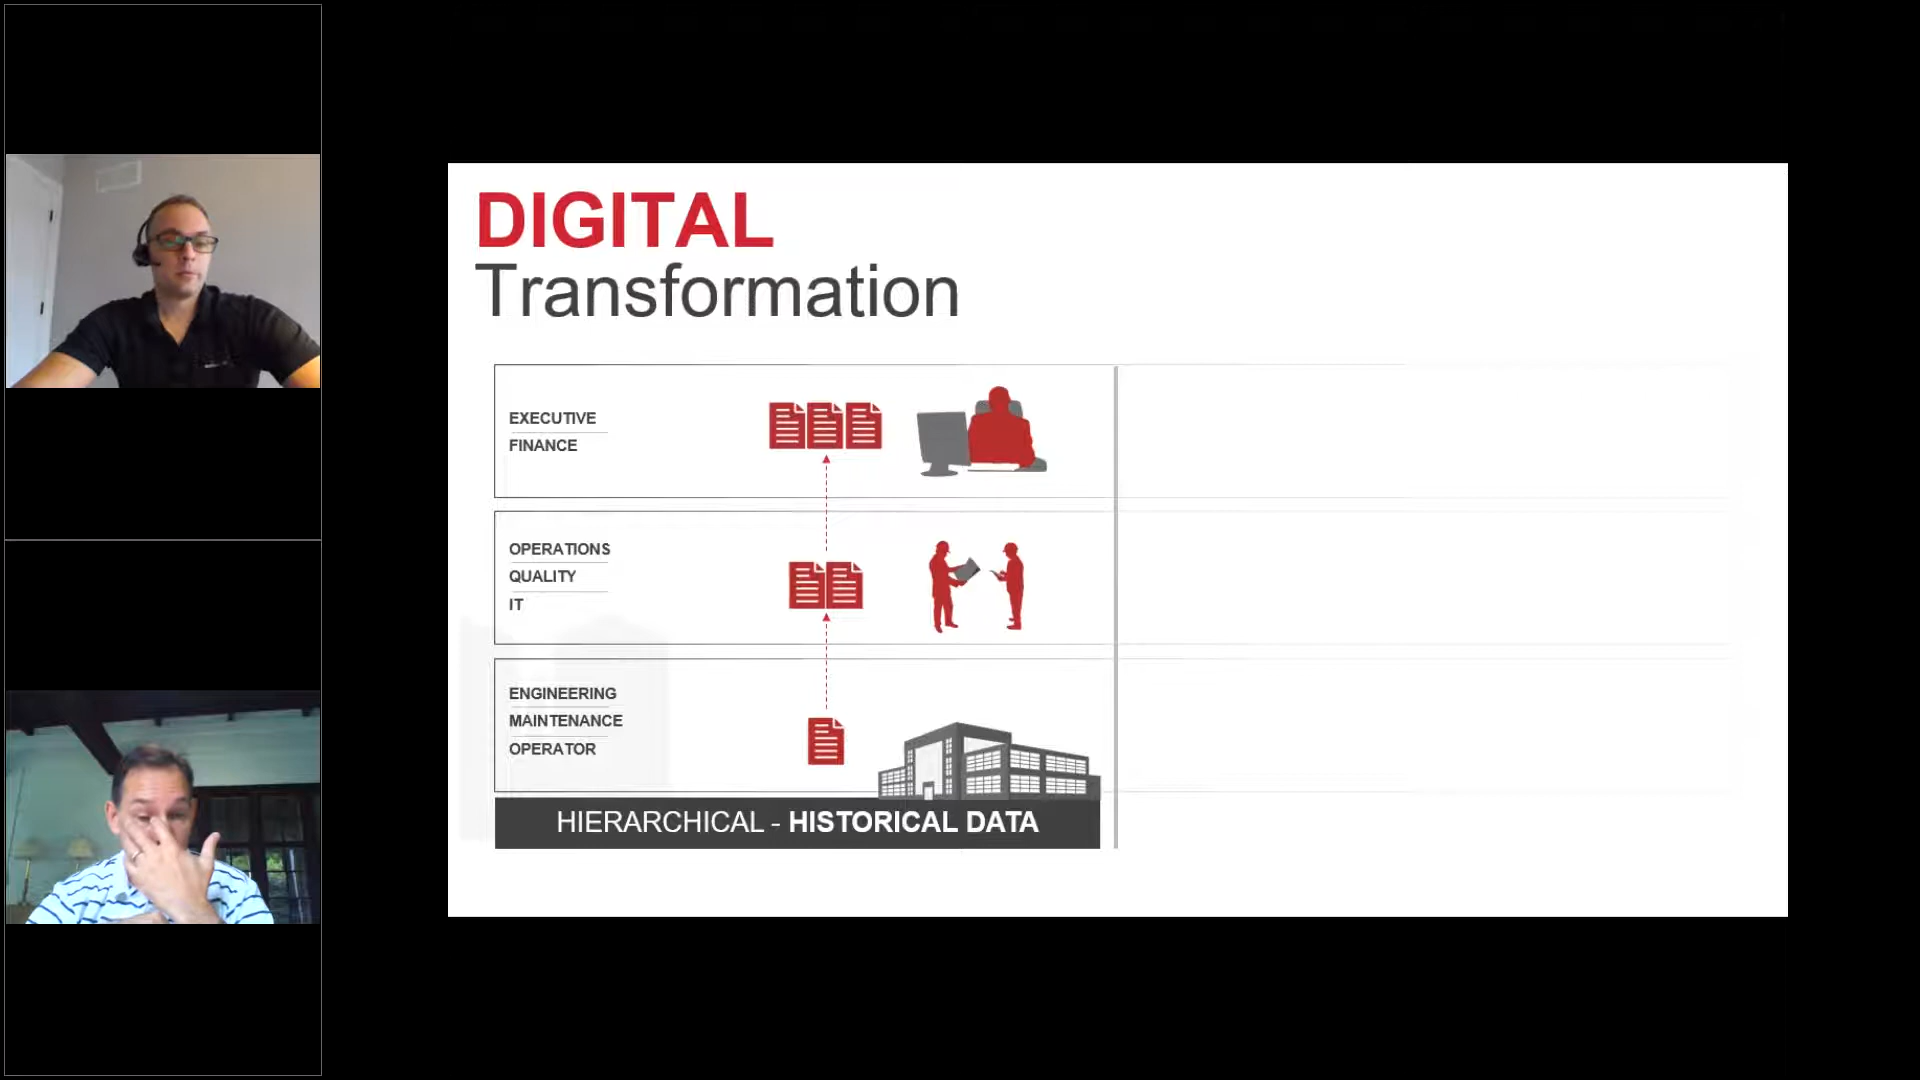 DIGITAL
Transformation
EXECUTIVE
FINANCE
OPERATIONS
QUALITY
IT
ENGINEERING
MAINTENANCE
OPERATOR
HIERARCHICAL - HISTORICAL DATA